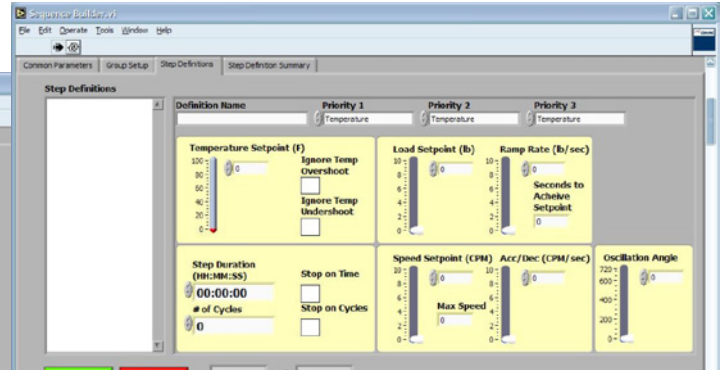 Sequence Builder.vi
File Edit Operate Tools Window Help
Common Parameters Group Setup Step Definitions Step Definition Summary
Step Definitions
Definition Name Priority 1 Priority 2 Priority 3
Temperature Temperature Temperature
Temperature Setpoint (F)
100
80
60
40
20
0
0
Ignore Temp
Overshoot
Ignore Temp
Undershoot
Load Setpoint (lb)
10
8
6
4
2
0
0
Ramp Rate (lb/sec)
10
8
6
4
2
0
0
Seconds to
Acheive
Setpoint
0
Step Duration
(HH:MM:SS)
00:00:00
# of Cycles
0
Stop on Time
Stop on Cycles
Speed Setpoint (CPM)
10
8
6
4
2
0
0
Max Speed
0
Acc/Dec (CPM/sec)
10
8
6
4
2
0
0
Oscillation Angle
720
600
400
200
0
0